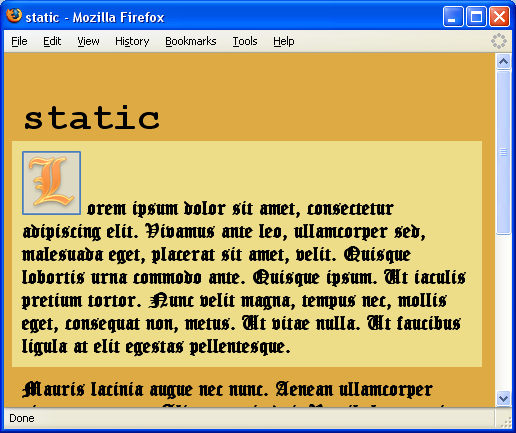 static - Mozilla Firefox
File Edit View History Bookmarks Tools Help
static
L orem ipsum dolor sit amet, consectetur
adipiscing elit. Vivamus ante leo, ullamcorper sed,
malesuada eget, placerat sit amet, velit. Quisque
lobortis urna commodo ante. Quisque ipsum. Ut iaculis
pretium tortor. Nunc velit magna, tempus nec, mollis
eget, consequat non, metus. Ut vitae nulla. Ut faucibus
ligula at elit egestas pellentesque.
Mauris lacinia augue nec nunc. Aenean ullamcorper
Done